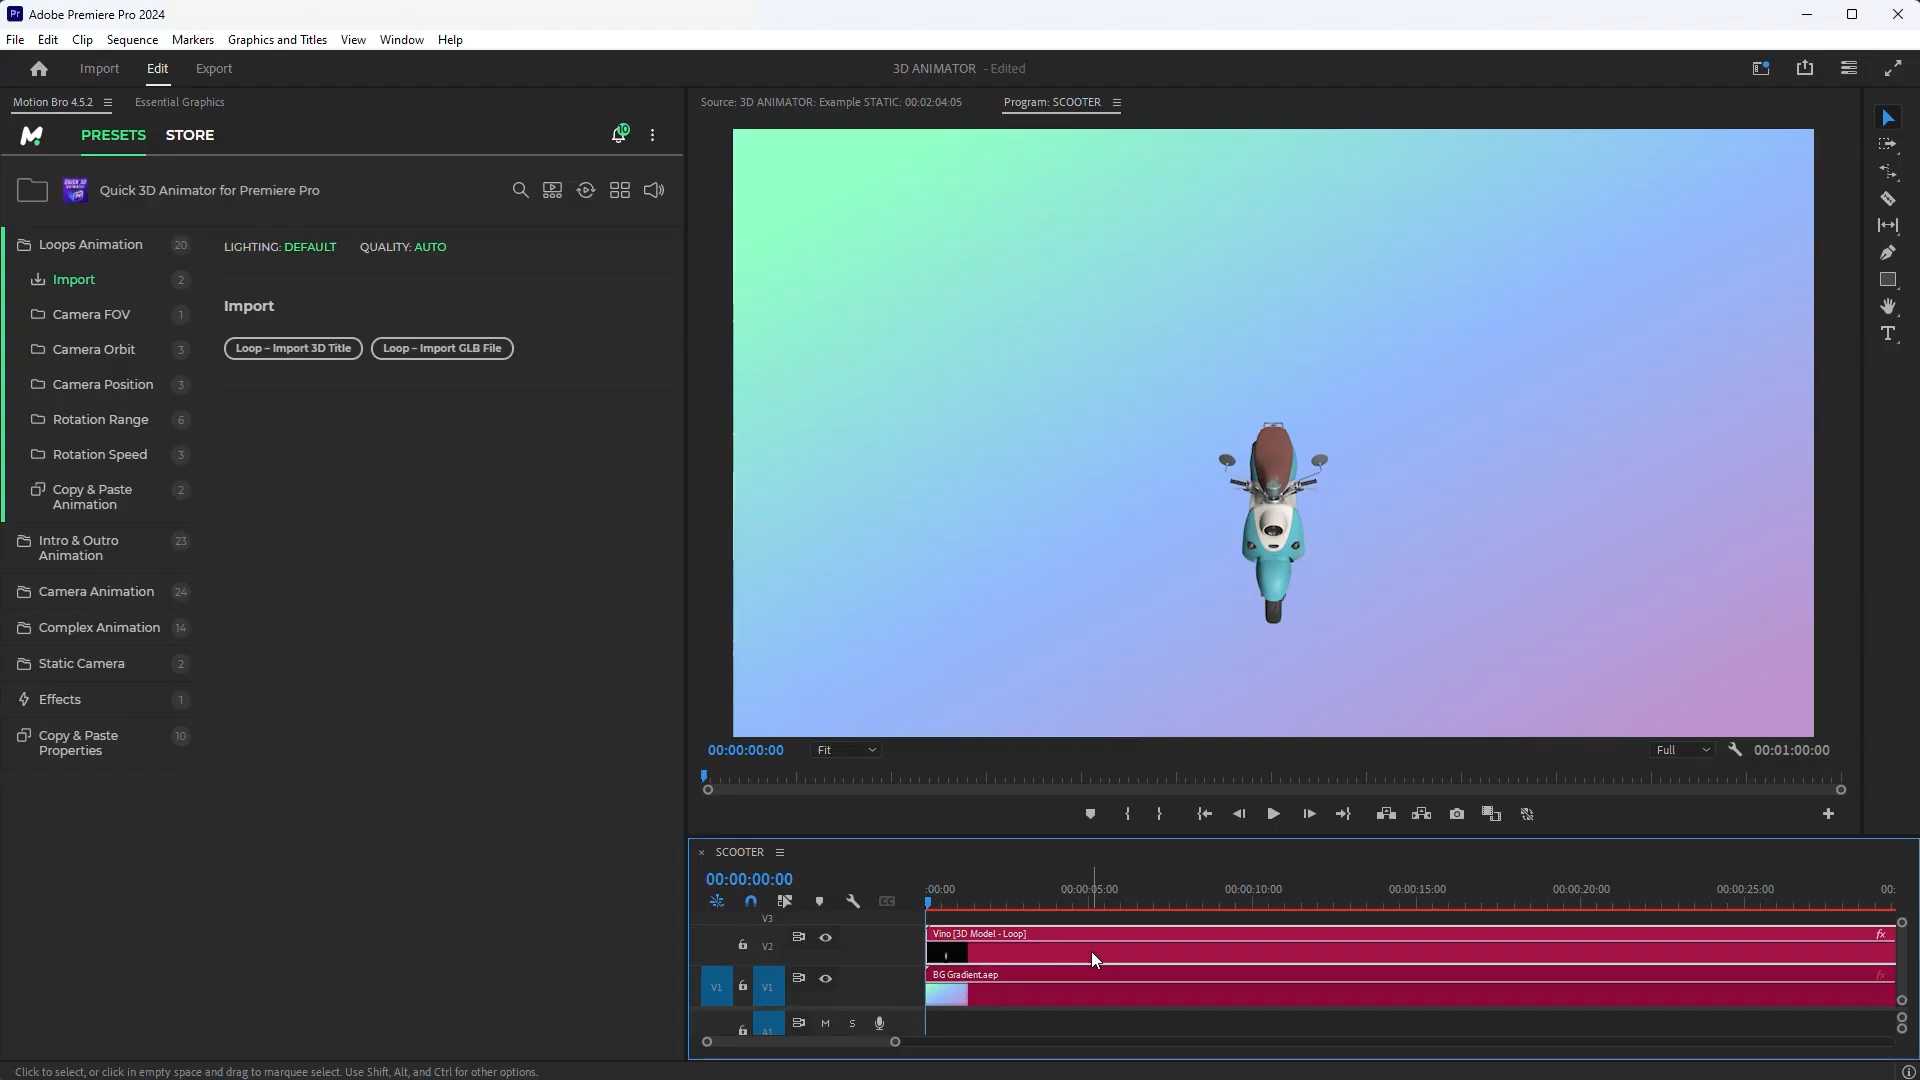 Pr Adobe Premiere Pro 2024
File Edit Clip Sequence Markers Graphics and Titles View Window Help
Import Edit Export
3D ANIMATOR - Edited
Motion Bro 4.5.2
Essential Graphics
PRESETS STORE
10
Quick 3D Animator for Premiere Pro
Loops Animation 20
Import 2
Camera FOV 1
Camera Orbit 3
Camera Position 3
Rotation Range 6
Rotation Speed 3
Copy & Paste
Animation
2
Intro & Outro
Animation
23
Camera Animation 24
Complex Animation 14
Static Camera 2
Effects 1
Copy & Paste
Properties
10
LIGHTING: DEFAULT QUALITY: AUTO
Import
Loop – Import 3D Title Loop – Import GLB File
Source: 3D ANIMATOR: Example STATIC: 00:02:04:05
Program: SCOOTER
00:00:00:00 Fit Full 00:01:00:00
× SCOOTER
00:00:00:00
:00:00 00:00:05:00 00:00:10:00 00:00:15:00 00:00:20:00 00:00:25:00 00:
V3
V2
Vino [3D Model - Loop] fx
V1 V1
BG Gradient.aep fx
A1 M S
Click to select, or click in empty space and drag to marquee select. Use Shift, Alt, and Ctrl for other options.